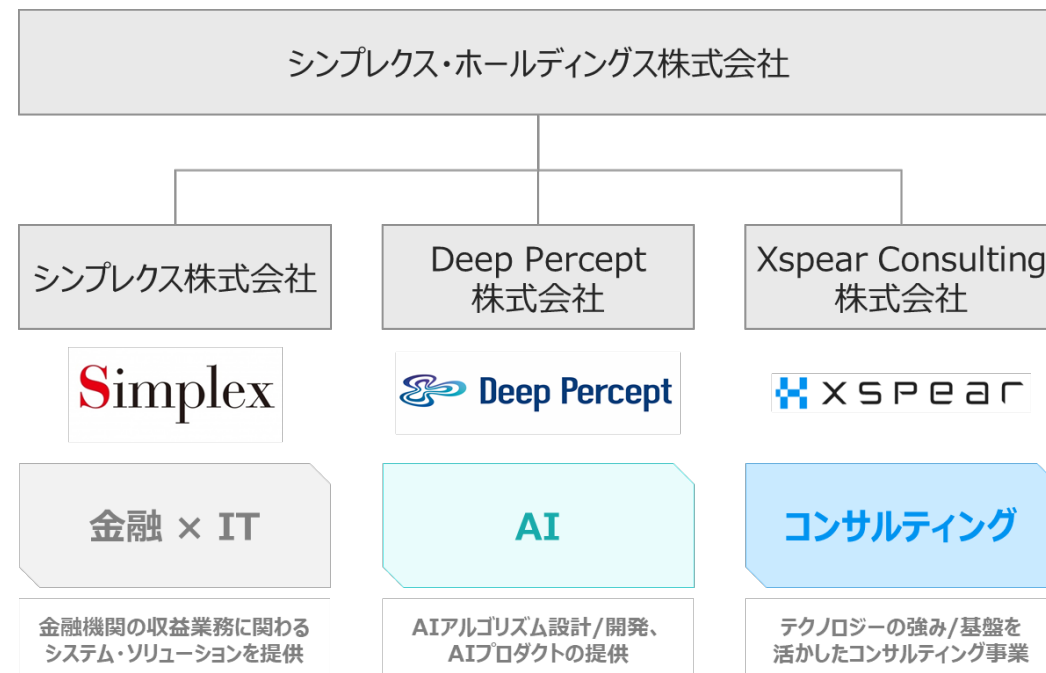 シンプレクス・ホールディングス株式会社
シンプレクス株式会社
Deep Percept
株式会社
Xspear Consulting
株式会社
Simplex
Deep Percept
xspear
金融 × IT
AI
コンサルティング
金融機関の収益業務に関わる
システム・ソリューションを提供
AIアルゴリズム設計/開発、
AIプロダクトの提供
テクノロジーの強み/基盤を
活かしたコンサルティング事業